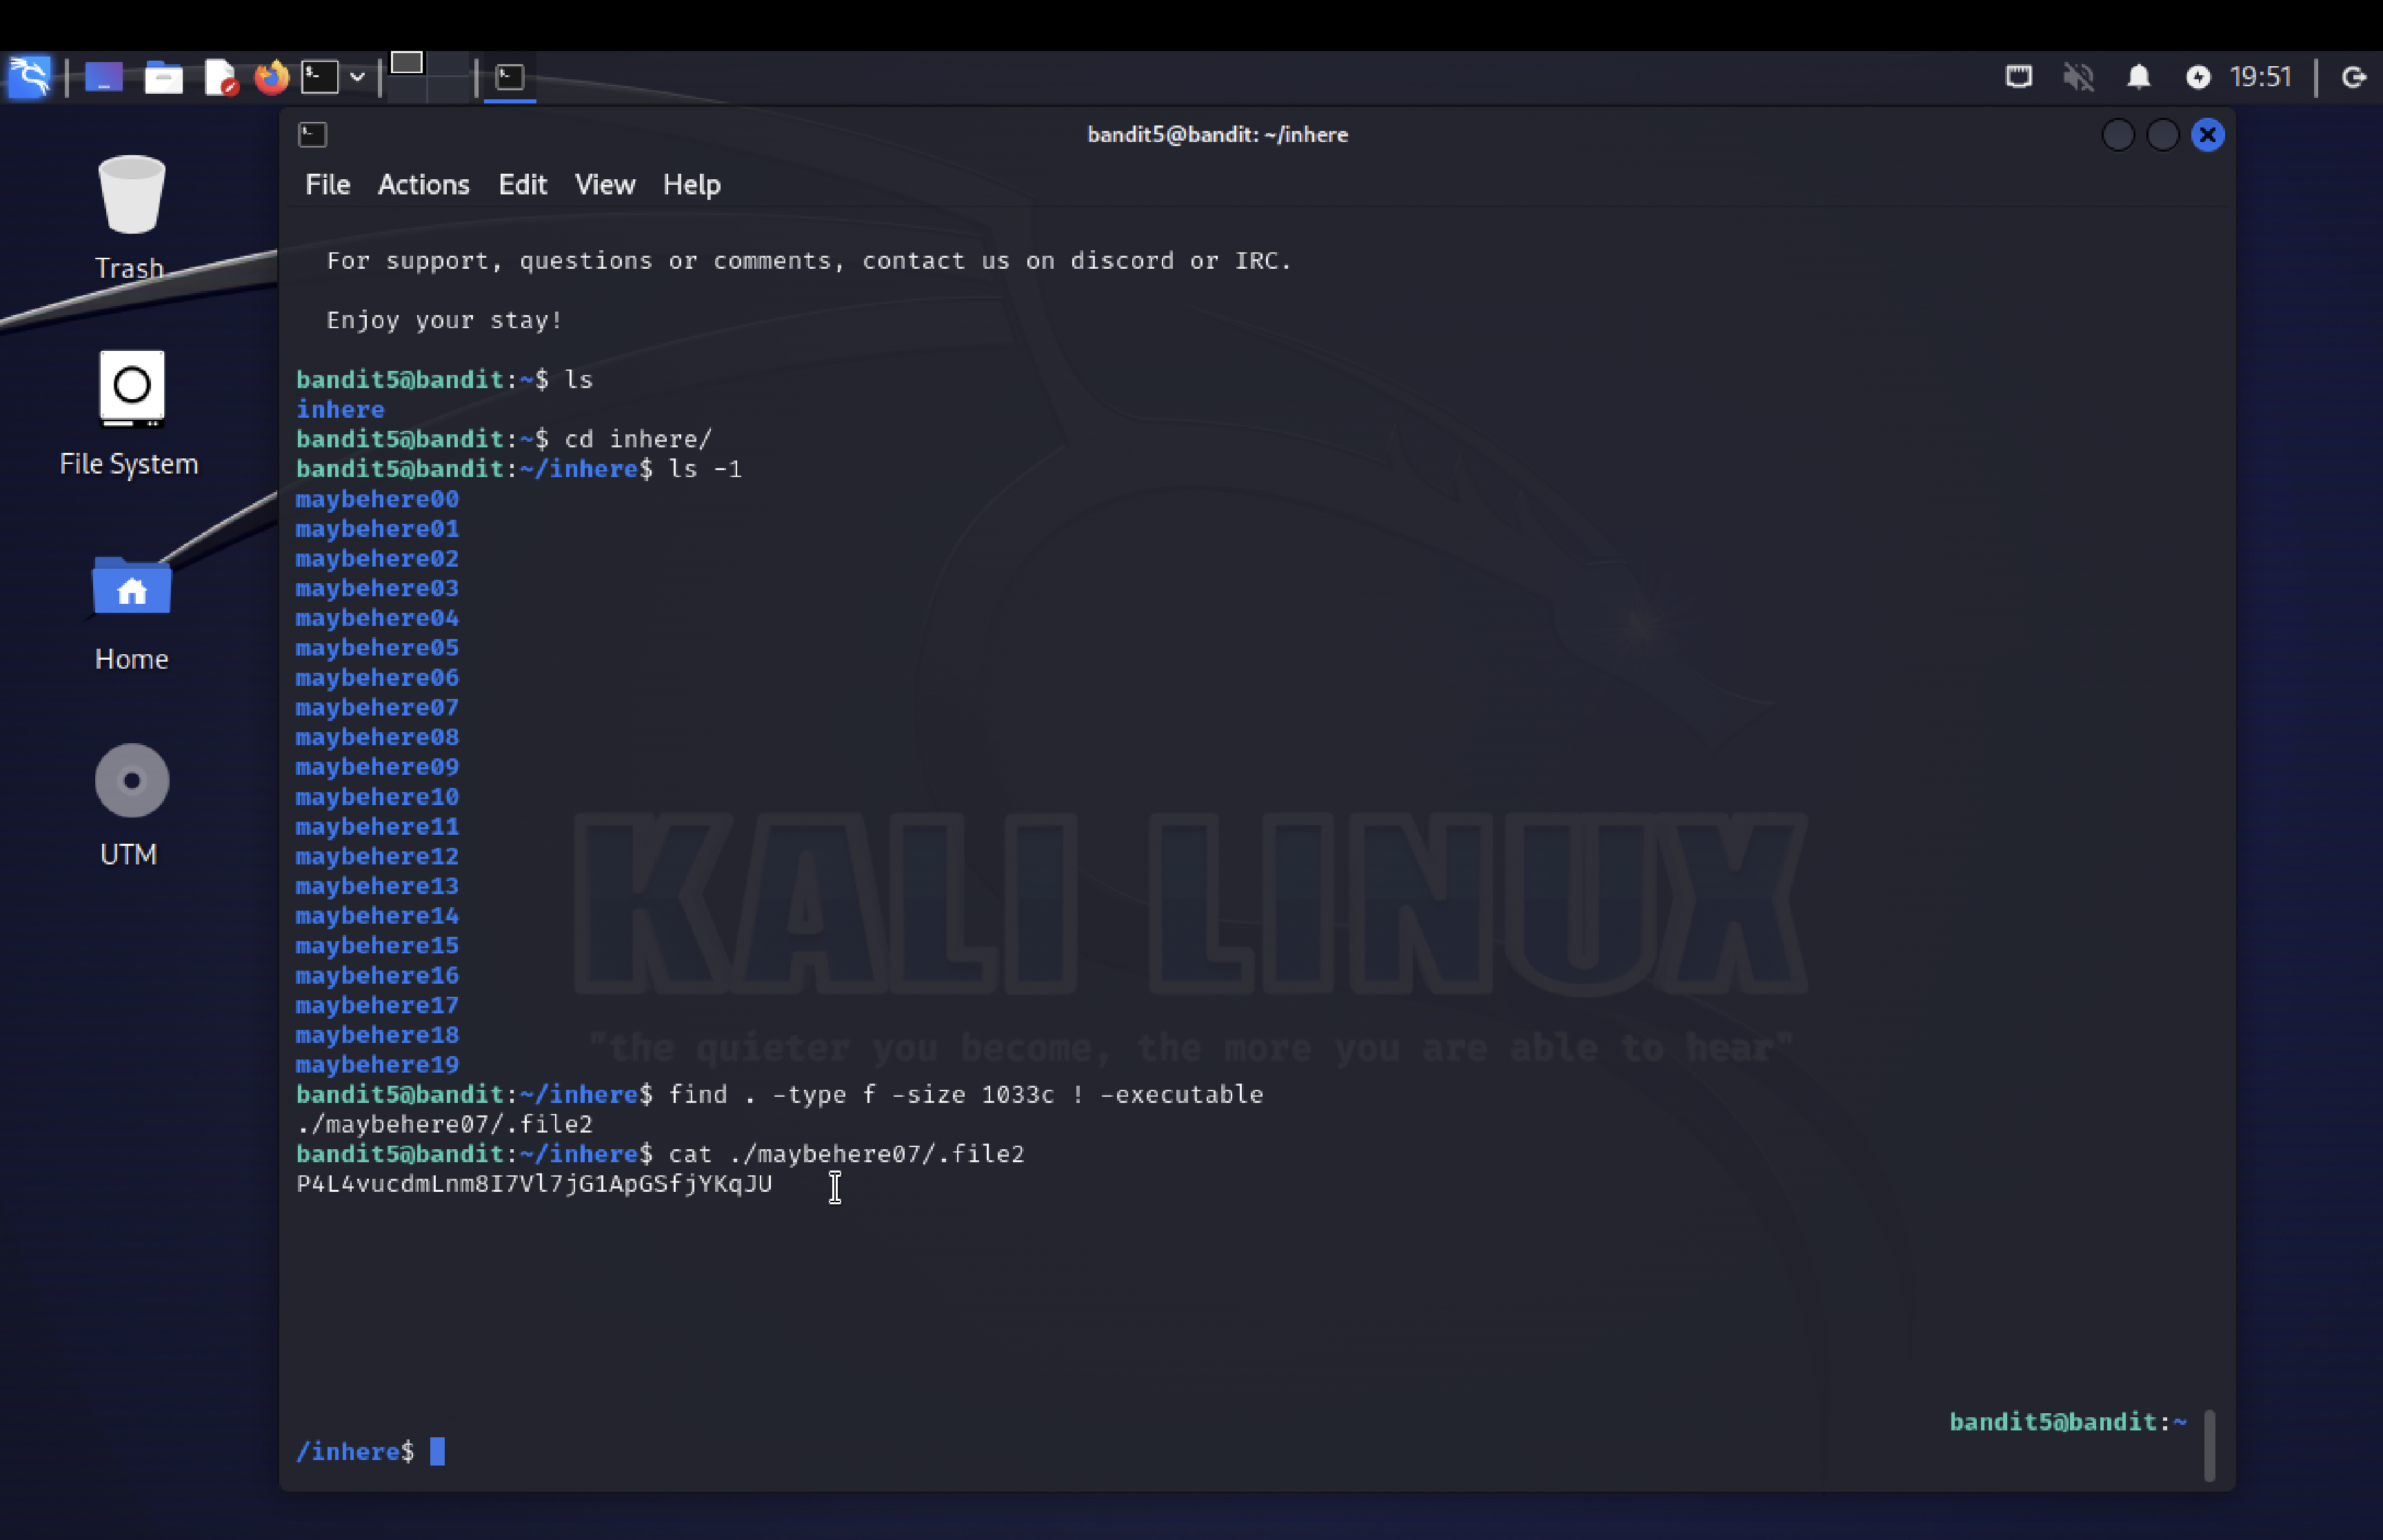 19:51
bandit5@bandit: ~/inhere
File Actions Edit View Help
Trash
File System
Home
UTM
For support, questions or comments, contact us on discord or IRC.
Enjoy your stay!
bandit5@bandit:~$ ls
inhere
bandit5@bandit:~$ cd inhere/
bandit5@bandit:~/inhere$ ls -1
maybehere00
maybehere01
maybehere02
maybehere03
maybehere04
maybehere05
maybehere06
maybehere07
maybehere08
maybehere09
maybehere10
maybehere11
maybehere12
maybehere13
maybehere14
maybehere15
maybehere16
maybehere17
maybehere18
maybehere19
bandit5@bandit:~/inhere$ find . -type f -size 1033c ! -executable
./maybehere07/.file2
bandit5@bandit:~/inhere$ cat ./maybehere07/.file2
P4L4vucdmLnm8I7Vl7jG1ApGSfjYKqJU
bandit5@bandit:~
/inhere$
KALI LINUX
"the quieter you become, the more you are able to hear"